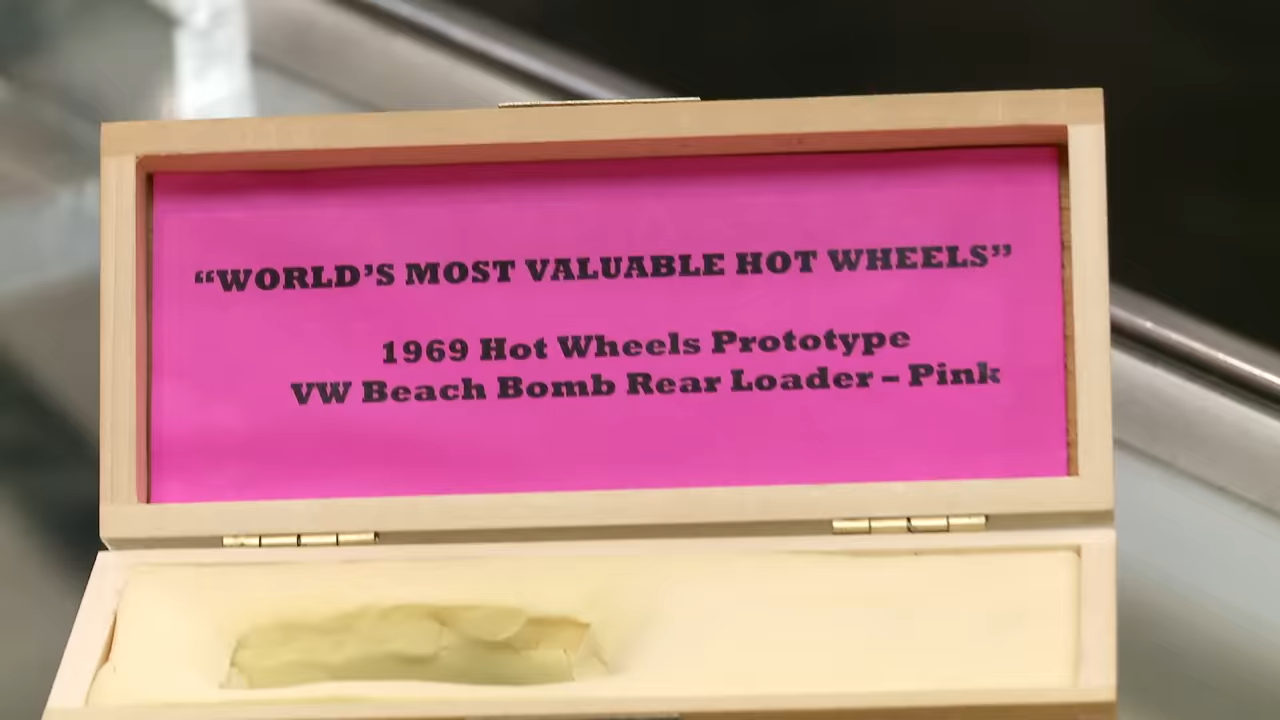 “WORLD’S MOST VALUABLE HOT WHEELS”
1969 Hot Wheels Prototype
VW Beach Bomb Rear Loader – Pink